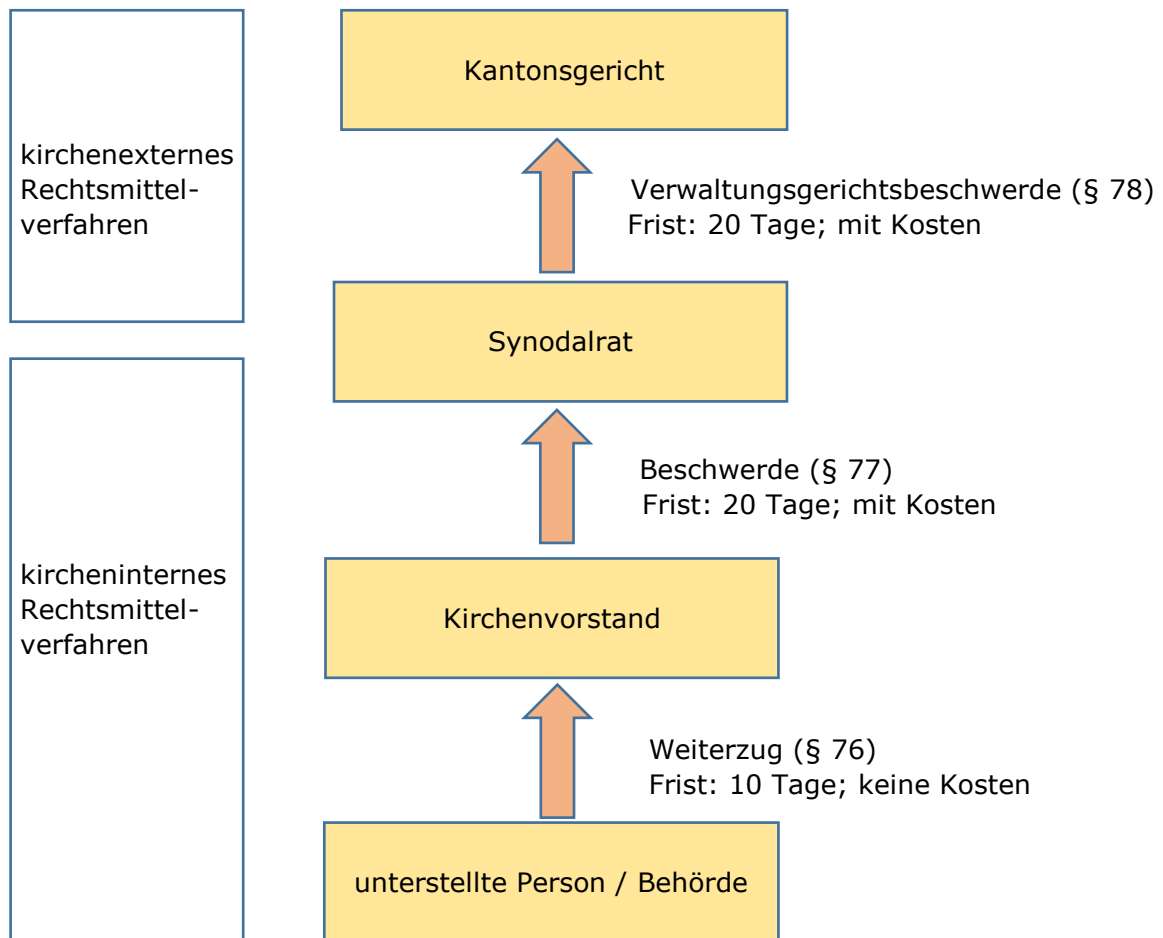 Kantonsgericht
kirchenexternes
Rechtsmittel-
verfahren
Verwaltungsgerichtsbeschwerde (§ 78)
Frist: 20 Tage; mit Kosten
Synodalrat
Beschwerde (§ 77)
Frist: 20 Tage; mit Kosten
kircheninternes
Rechtsmittel-
verfahren
Kirchenvorstand
Weiterzug (§ 76)
Frist: 10 Tage; keine Kosten
unterstellte Person / Behörde